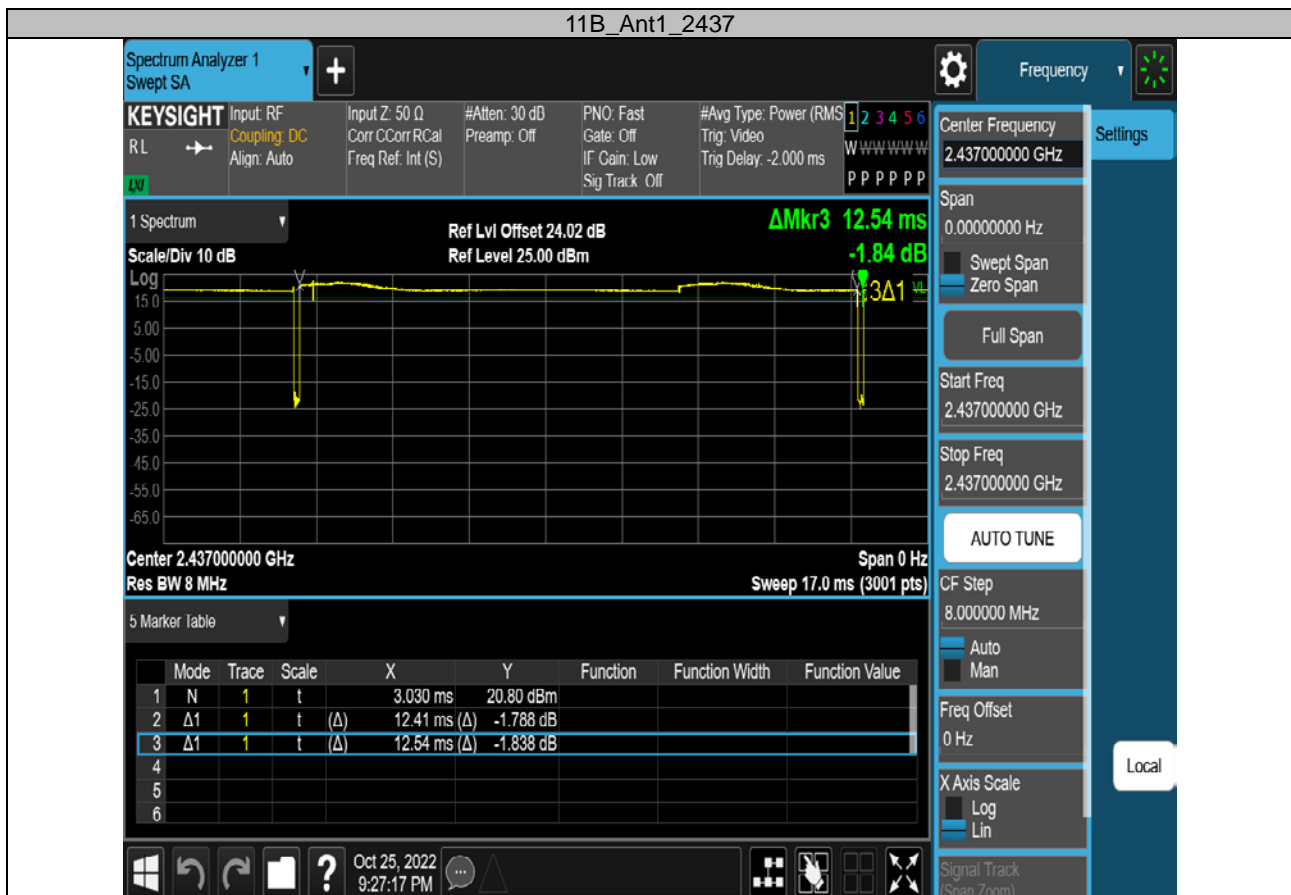 11B_Ant1_2437
Spectrum Analyzer 1
Swept SA
+
Frequency
KEYSIGHT
RL
LXI
Input: RF
Coupling: DC
Align: Auto
Input Z: 50 Ω
Corr CCorr RCal
Freq Ref: Int (S)
#Atten: 30 dB
Preamp: Off
PNO: Fast
Gate: Off
IF Gain: Low
Sig Track: Off
#Avg Type: Power (RMS
Trig: Video
Trig Delay: -2.000 ms
1 2 3 4 5 6
W W W W W W
P P P P P P
1 Spectrum
Scale/Div 10 dB
Ref Lvl Offset 24.02 dB
Ref Level 25.00 dBm
ΔMkr3 12.54 ms
-1.84 dB
Log
15.0
5.00
-5.00
-15.0
-25.0
-35.0
-45.0
-55.0
-65.0
3Δ1
Center 2.437000000 GHz
Res BW 8 MHz
Span 0 Hz
Sweep 17.0 ms (3001 pts)
5 Marker Table
Mode Trace Scale X Y Function Function Width Function Value
1 N 1 t 3.030 ms 20.80 dBm
2 Δ1 1 t (Δ) 12.41 ms (Δ) -1.788 dB
3 Δ1 1 t (Δ) 12.54 ms (Δ) -1.838 dB
4
5
6
?
Oct 25, 2022
9:27:17 PM
Center Frequency
2.437000000 GHz
Span
0.00000000 Hz
Swept Span
Zero Span
Full Span
Start Freq
2.437000000 GHz
Stop Freq
2.437000000 GHz
AUTO TUNE
CF Step
8.000000 MHz
Auto
Man
Freq Offset
0 Hz
X Axis Scale
Log
Lin
Signal Track
(Span Zoom)
Settings
Local